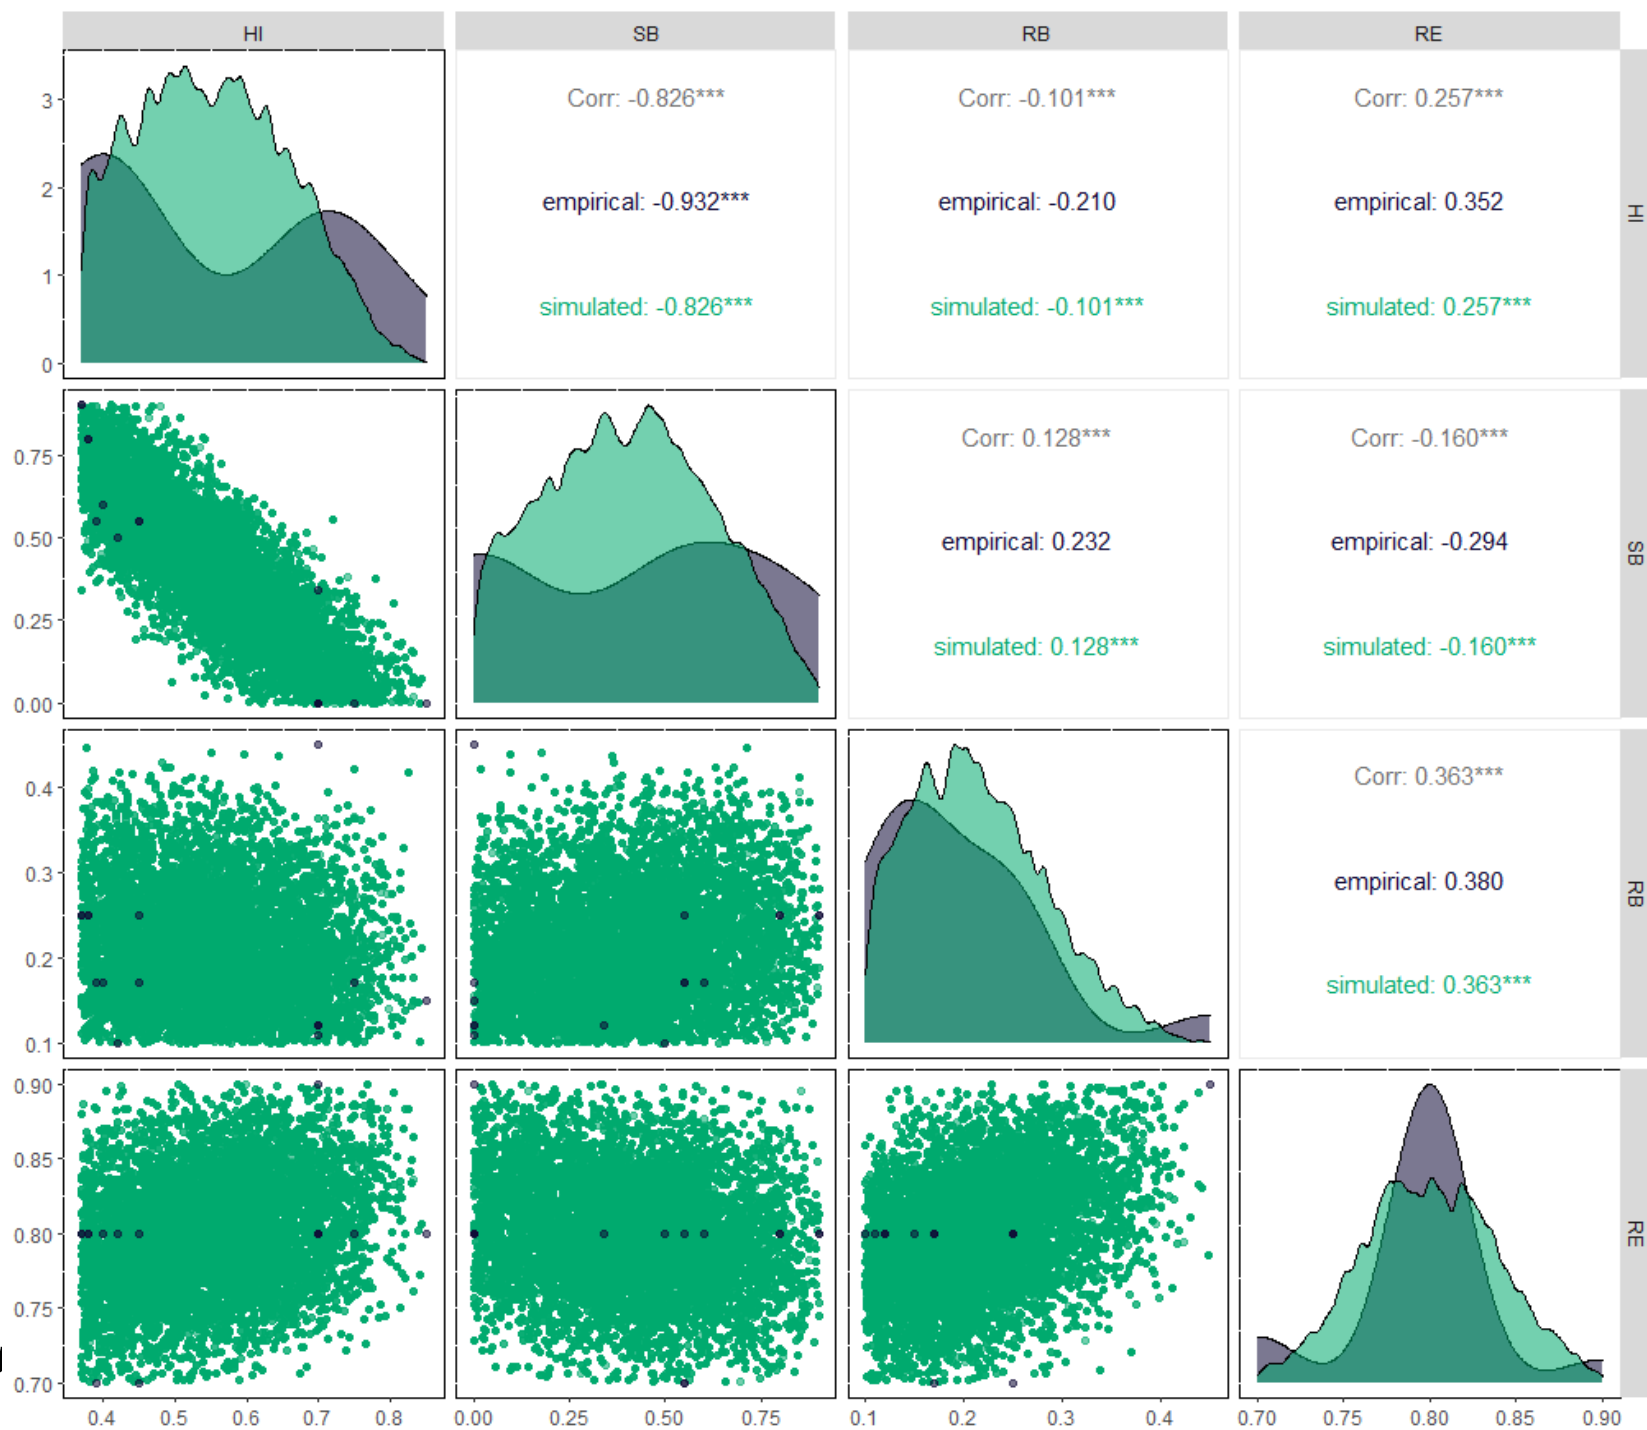 HI SB RB RE
3
2
1
0
Corr: -0.826***
empirical: -0.932***
simulated: -0.826***
Corr: -0.101***
empirical: -0.210
simulated: -0.101***
Corr: 0.257***
empirical: 0.352
simulated: 0.257***
HI
0.75
0.50
0.25
0.00
Corr: 0.128***
empirical: 0.232
simulated: 0.128***
Corr: -0.160***
empirical: -0.294
simulated: -0.160***
SB
0.4
0.3
0.2
0.1
Corr: 0.363***
empirical: 0.380
simulated: 0.363***
RB
0.90
0.85
0.80
0.75
0.70
RE
0.4 0.5 0.6 0.7 0.8
0.00 0.25 0.50 0.75
0.1 0.2 0.3 0.4
0.70 0.75 0.80 0.85 0.90